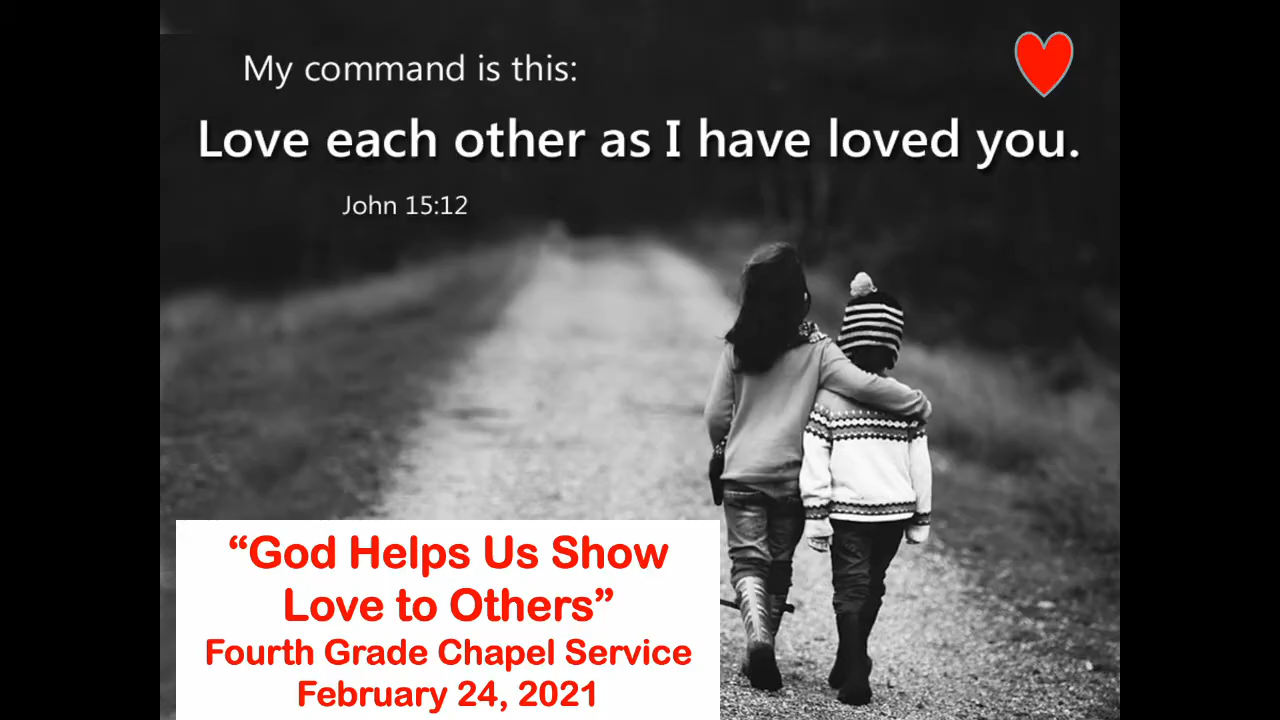 My command is this:
Love each other as I have loved you.
John 15:12
“God Helps Us Show
Love to Others”
Fourth Grade Chapel Service
February 24, 2021